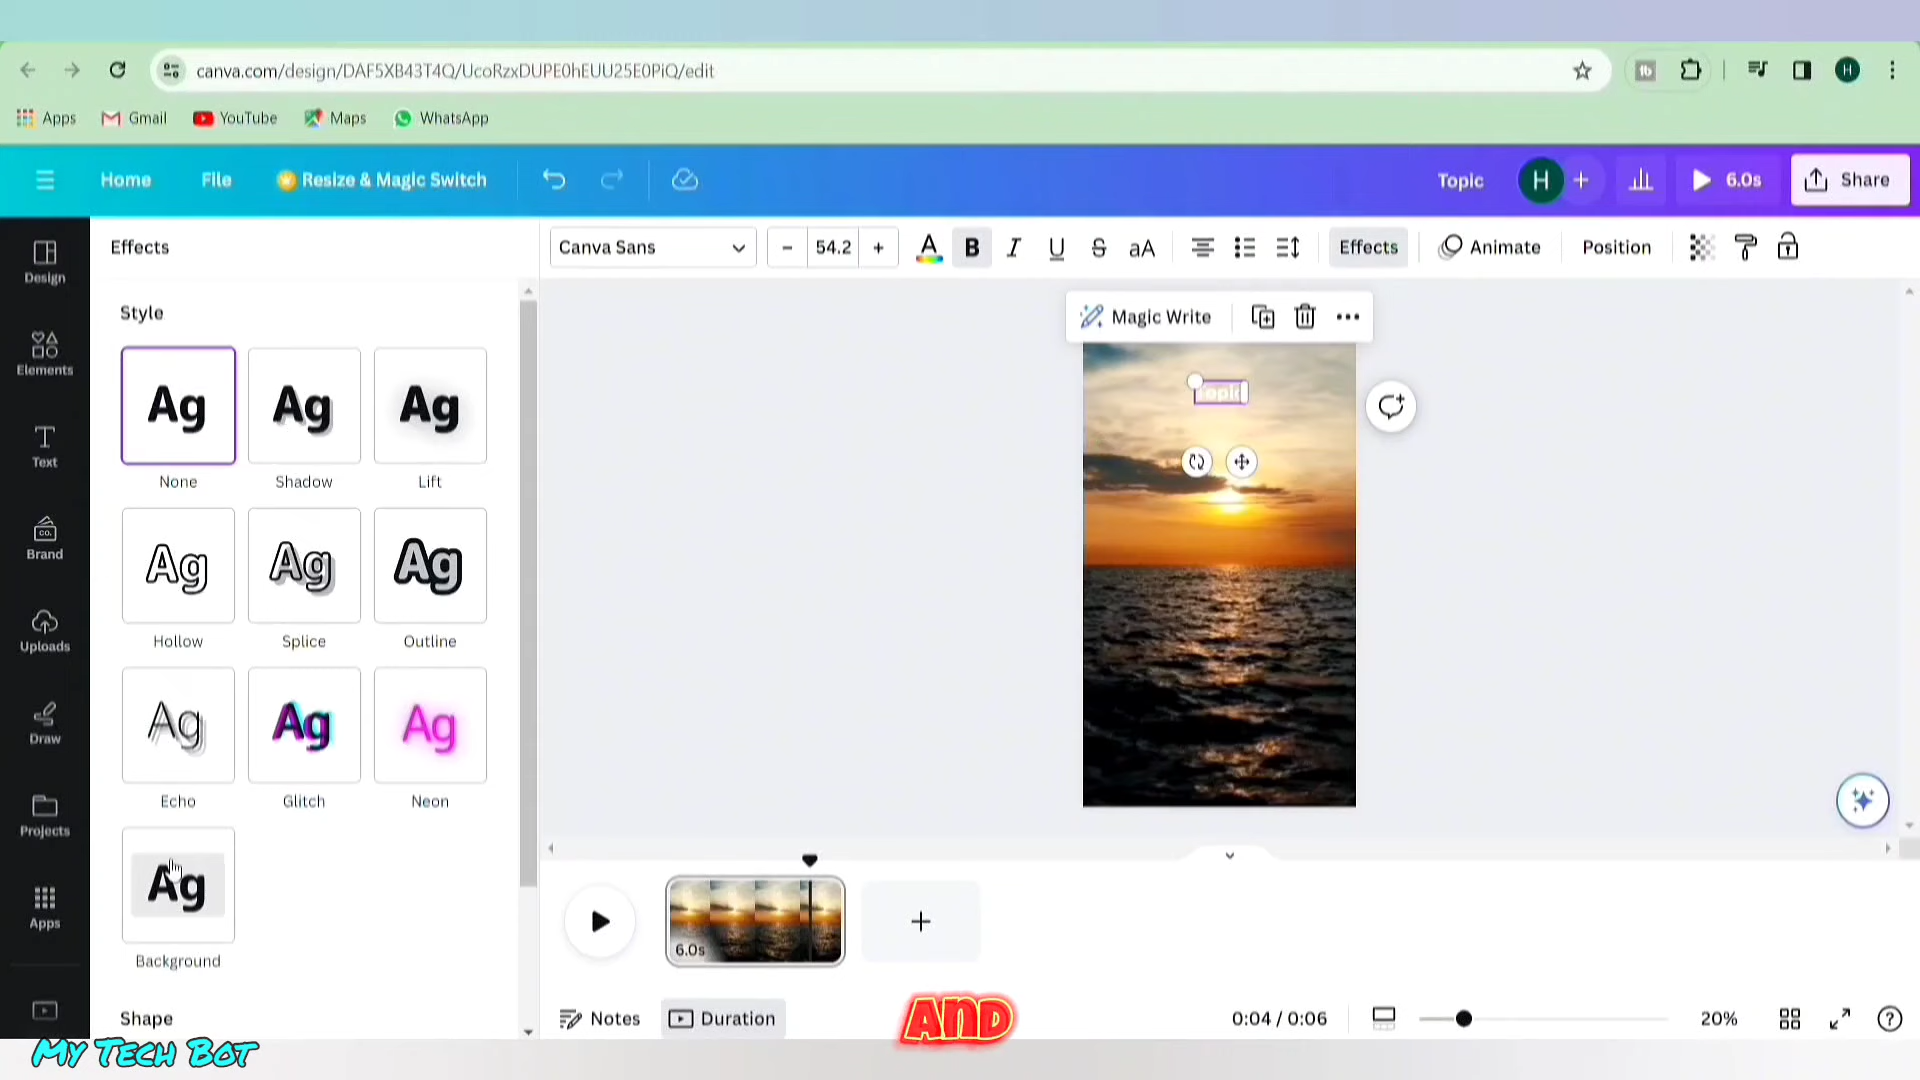 canva.com/design/DAF5XB43T4Q/UcoRzxDUPE0hEUU25E0PiQ/edit
Apps Gmail YouTube Maps WhatsApp
Home File Resize & Magic Switch Topic H + 6.0s Share
Design
Elements
Text
Brand
Uploads
Draw
Projects
Apps
Effects
Style
Ag Ag Ag
None Shadow Lift
Ag Ag Ag
Hollow Splice Outline
Ag Ag Ag
Echo Glitch Neon
Ag
Background
Shape
Canva Sans - 54.2 + A B I U S aA Effects Animate Position
Magic Write
Topic
6.0s
Notes Duration AND 0:04 / 0:06 20%
My Tech Bot